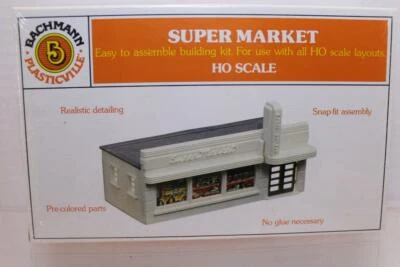 BACHMANN
5
PLASTICVILLE
SUPER MARKET
Easy to assemble building kit. For use with all HO scale layouts.
HO SCALE
Realistic detailing
Snap-fit assembly
Pre-colored parts
No glue necessary